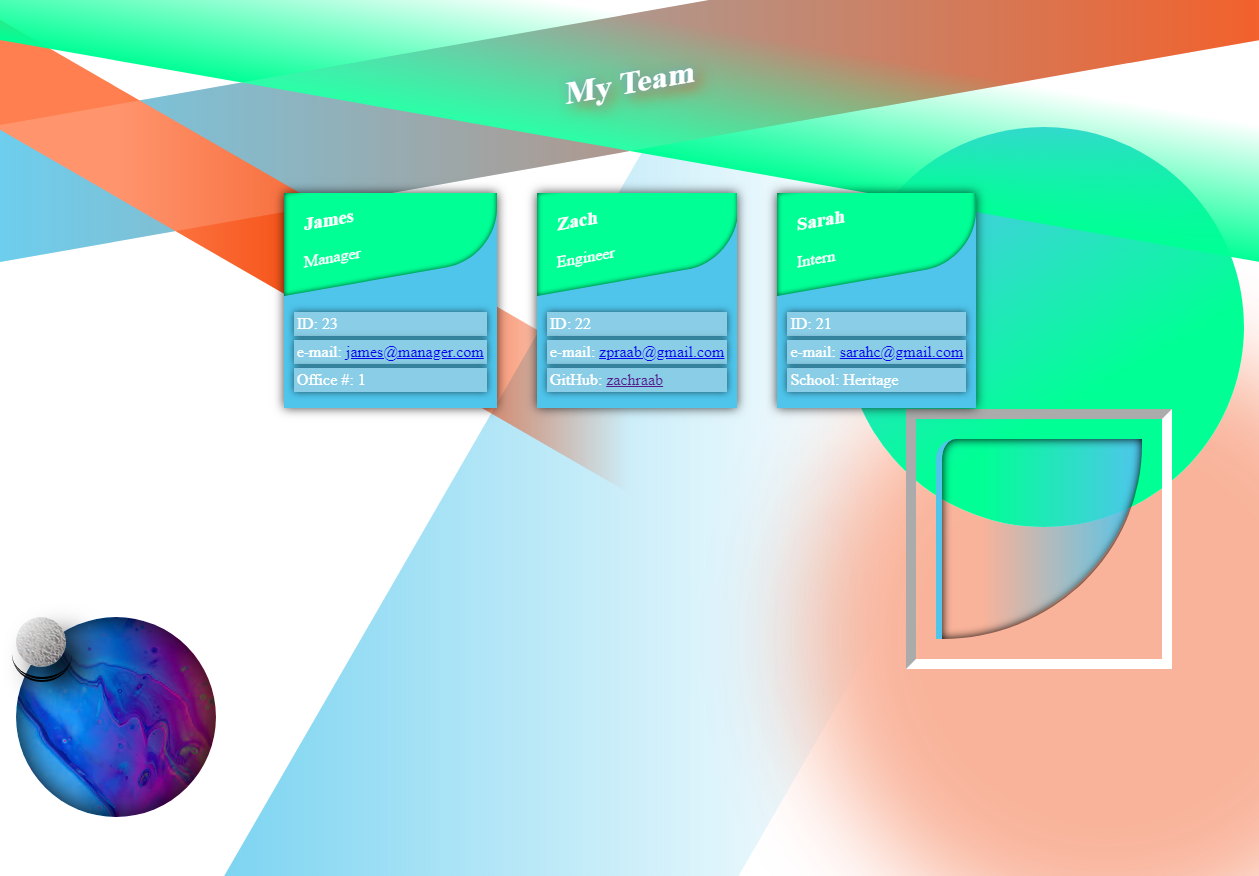 My Team
James
Manager
ID: 23
e-mail: james@manager.com
Office #: 1
Zach
Engineer
ID: 22
e-mail: zpraab@gmail.com
GitHub: zachraab
Sarah
Intern
ID: 21
e-mail: sarahc@gmail.com
School: Heritage